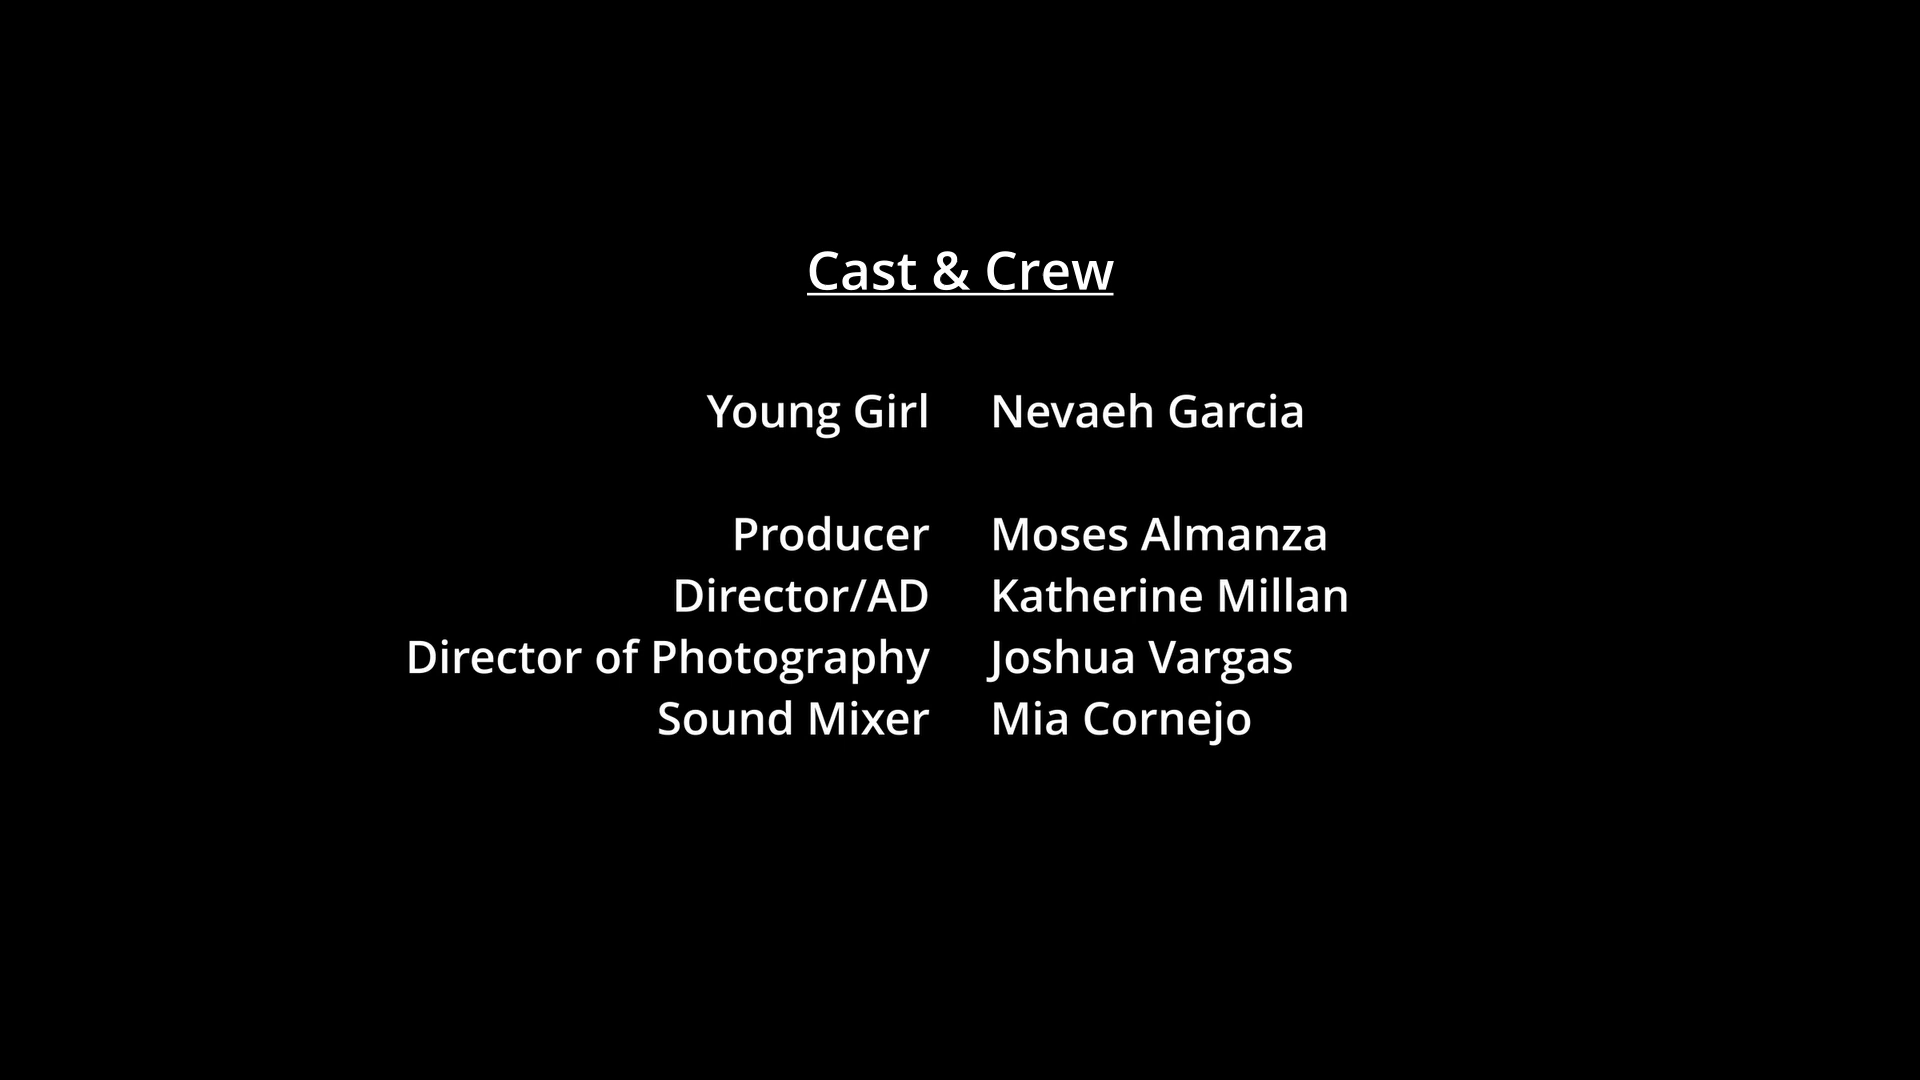 Cast & Crew
Young Girl Nevaeh Garcia
Producer Moses Almanza
Director/AD Katherine Millan
Director of Photography Joshua Vargas
Sound Mixer Mia Cornejo